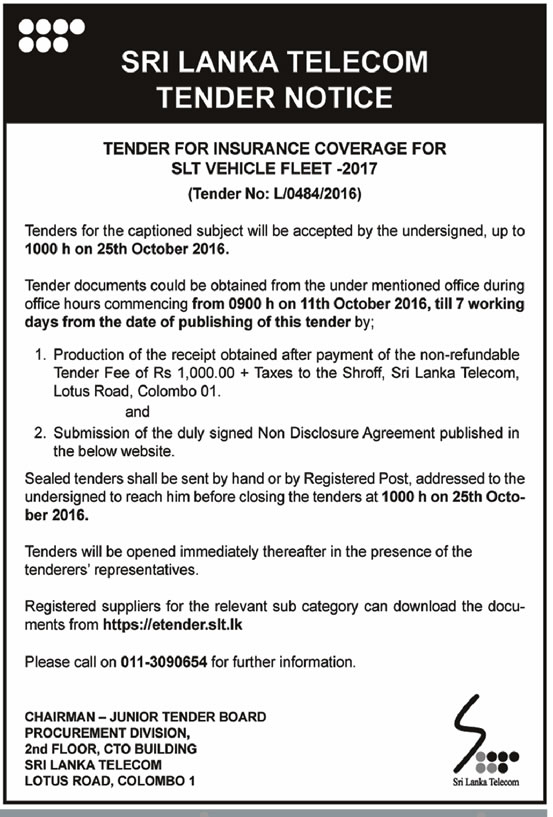 SRI LANKA TELECOM
TENDER NOTICE
TENDER FOR INSURANCE COVERAGE FOR
SLT VEHICLE FLEET -2017
(Tender No: L/0484/2016)
Tenders for the captioned subject will be accepted by the undersigned, up to
1000 h on 25th October 2016.
Tender documents could be obtained from the under mentioned office during
office hours commencing from 0900 h on 11th October 2016, till 7 working
days from the date of publishing of this tender by;
1. Production of the receipt obtained after payment of the non-refundable
Tender Fee of Rs 1,000.00 + Taxes to the Shroff, Sri Lanka Telecom,
Lotus Road, Colombo 01.
and
2. Submission of the duly signed Non Disclosure Agreement published in
the below website.
Sealed tenders shall be sent by hand or by Registered Post, addressed to the
undersigned to reach him before closing the tenders at 1000 h on 25th Octo-
ber 2016.
Tenders will be opened immediately thereafter in the presence of the
tenderers' representatives.
Registered suppliers for the relevant sub category can download the docu-
ments from https://etender.slt.lk
Please call on 011-3090654 for further information.
CHAIRMAN – JUNIOR TENDER BOARD
PROCUREMENT DIVISION,
2nd FLOOR, CTO BUILDING
SRI LANKA TELECOM
LOTUS ROAD, COLOMBO 1
Sri Lanka Telecom